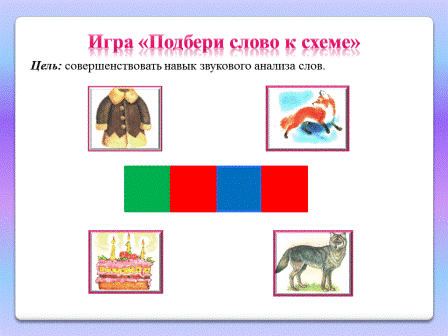 Игра «Подбери слово к схеме»
Цель: совершенствовать навык звукового анализа слов.